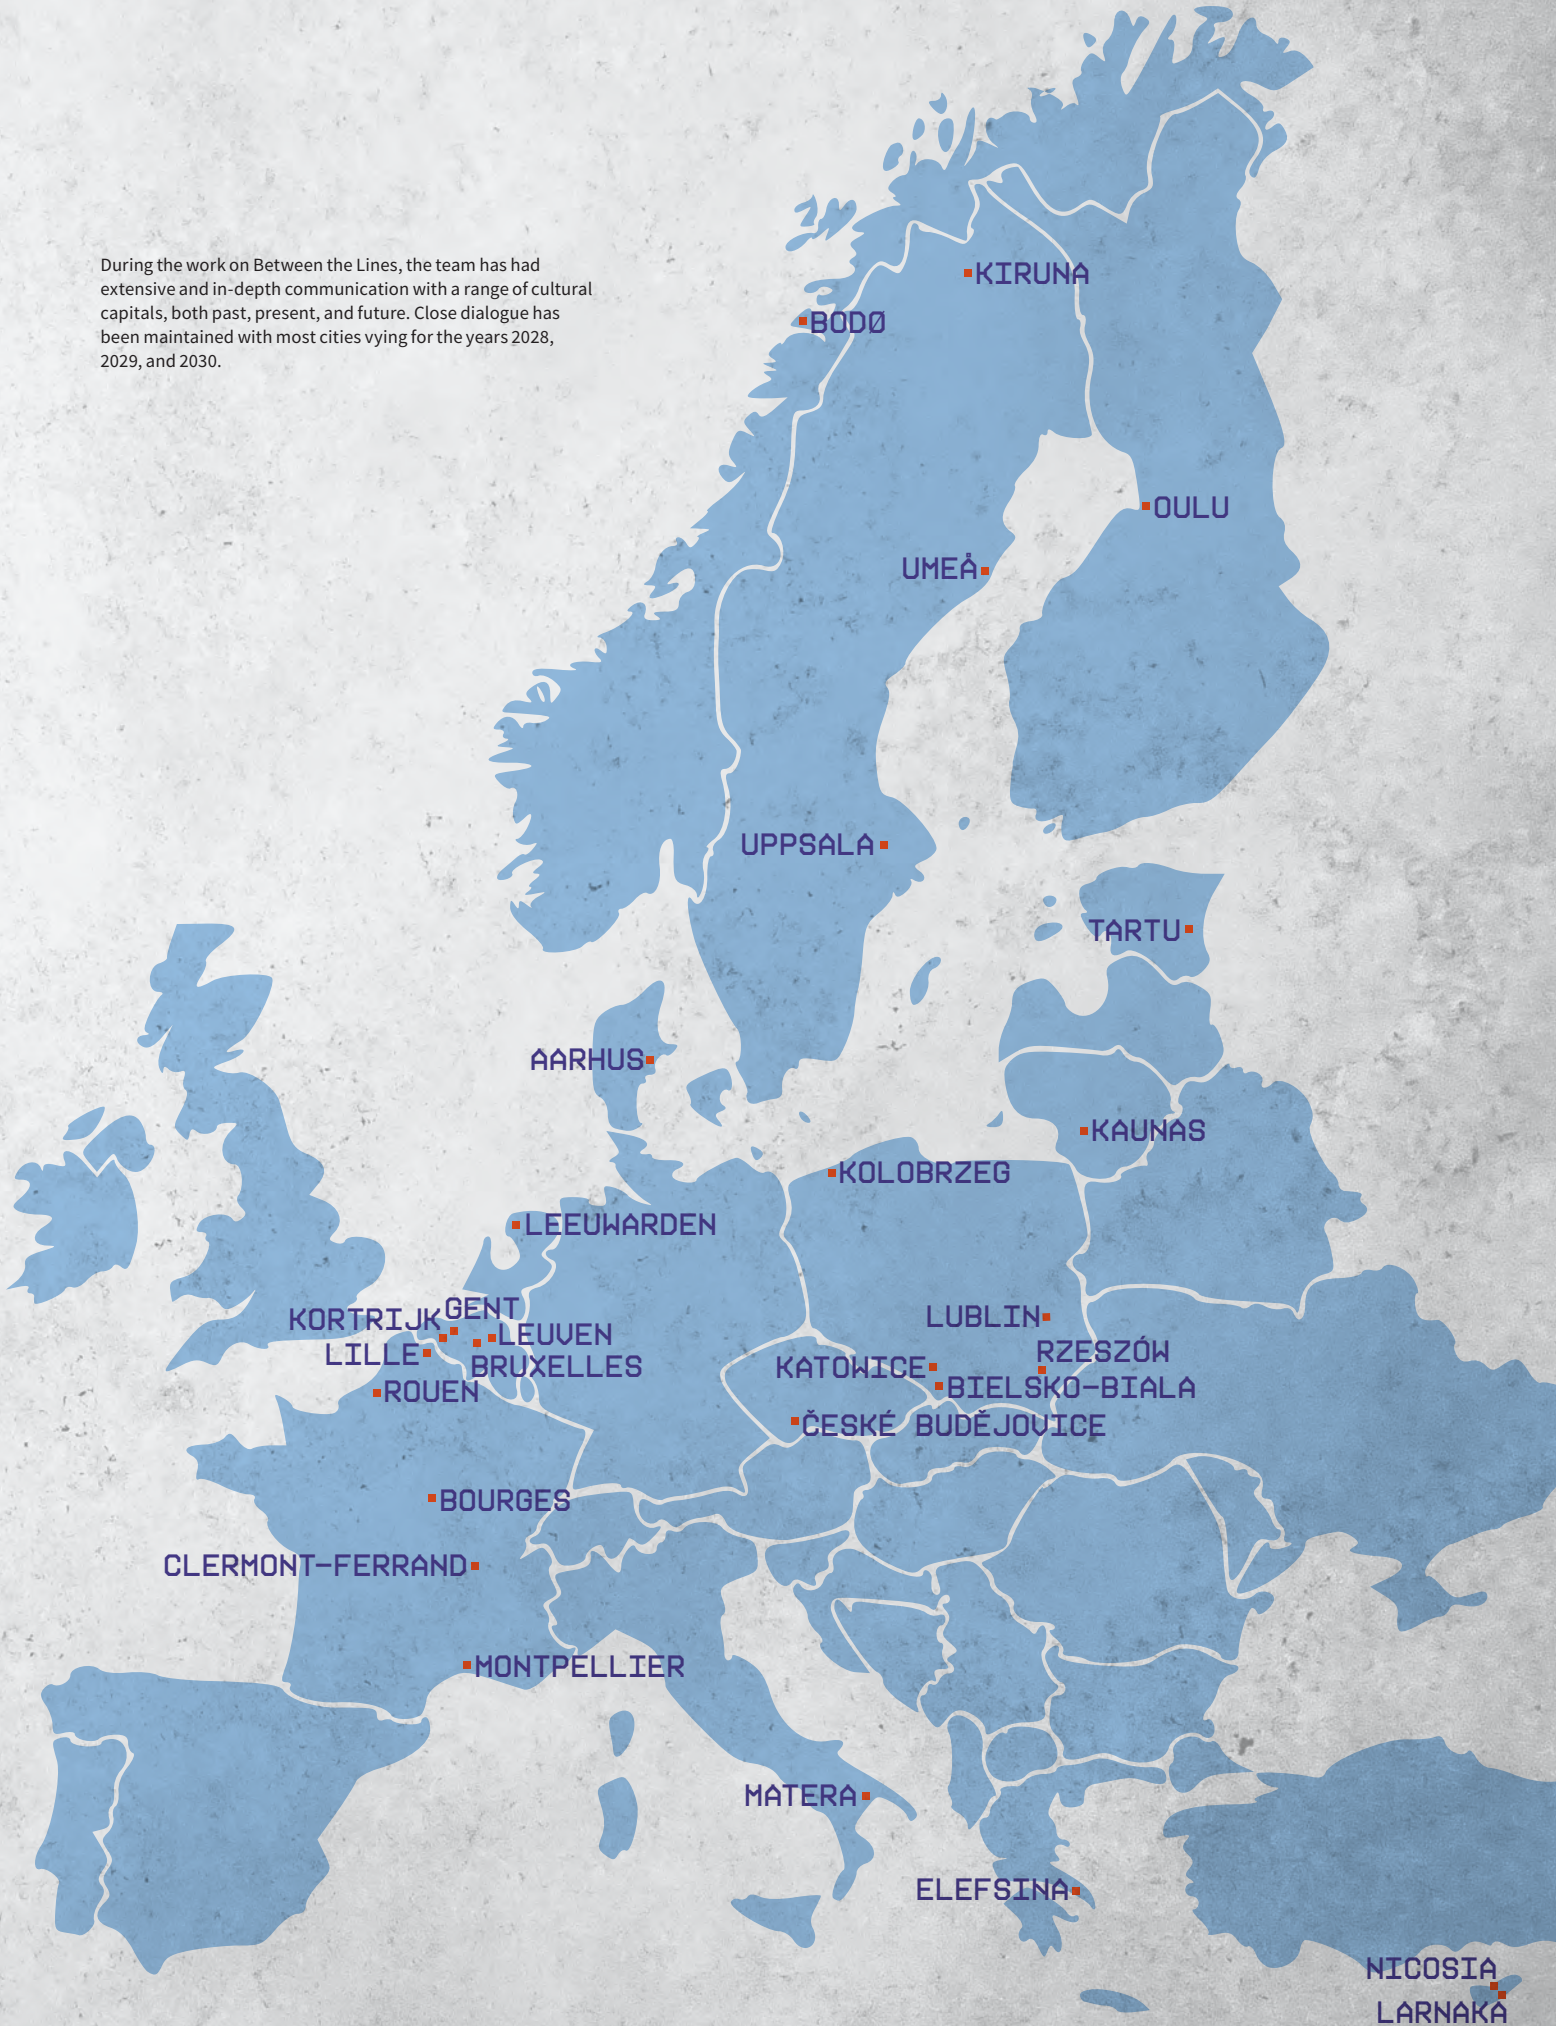 During the work on Between the Lines, the team has had
extensive and in-depth communication with a range of cultural
capitals, both past, present, and future. Close dialogue has
been maintained with most cities vying for the years 2028,
2029, and 2030.
KIRUNA
BODØ
OULU
UMEÅ
UPPSALA
TARTU
AARHUS
KAUNAS
KOLOBRZEG
LEEUWARDEN
GENT
KORTRIJK
LEUVEN
LUBLIN
LILLE
RZESZÓW
BRUXELLES
KATOWICE
ROUEN
BIELSKO-BIALA
ČESKÉ BUDĚJOVICE
BOURGES
CLERMONT-FERRAND
MONTPELLIER
MATERA
ELEFSINA
NICOSIA
LARNAKA